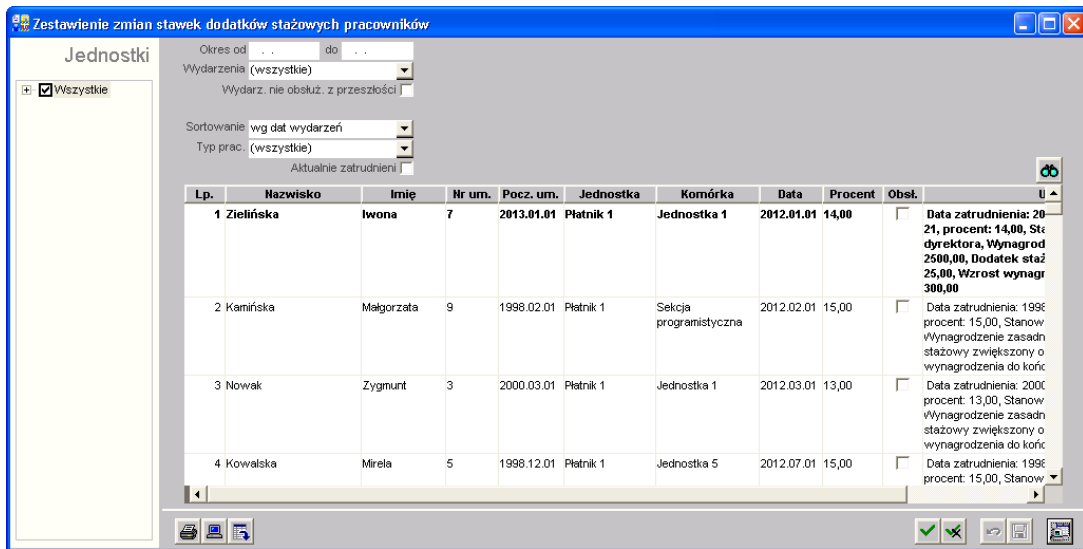 Zestawienie zmian stawek dodatków stażowych pracowników
Jednostki
Wszystkie
Okres od . . do . .
Wydarzenia (wszystkie)
Wydarz. nie obsłuż. z przeszłości
Sortowanie wg dat wydarzeń
Typ prac. (wszystkie)
Aktualnie zatrudnieni
Lp. Nazwisko Imię Nr um. Pocz. um. Jednostka Komórka Data Procent Obsł. U
1 Zielińska Iwona 7 2013.01.01 Płatnik 1 Jednostka 1 2012.01.01 14,00 Data zatrudnienia: 20
21, procent: 14,00, Sta
dyrektora, Wynagrod
2500,00, Dodatek staż
25,00, Wzrost wynagr
300,00
2 Kamińska Małgorzata 9 1998.02.01 Płatnik 1 Sekcja 2012.02.01 15,00 Data zatrudnienia: 1998
programistyczna procent: 15,00, Stanow
Wynagrodzenie zasadn
stażowy zwiększony o
wynagrodzenia do końc
3 Nowak Zygmunt 3 2000.03.01 Płatnik 1 Jednostka 1 2012.03.01 13,00 Data zatrudnienia: 2000
procent: 13,00, Stanow
Wynagrodzenie zasadn
stażowy zwiększony o
wynagrodzenia do końc
4 Kowalska Mirela 5 1998.12.01 Płatnik 1 Jednostka 5 2012.07.01 15,00 Data zatrudnienia: 1998
procent: 15,00, Stanow